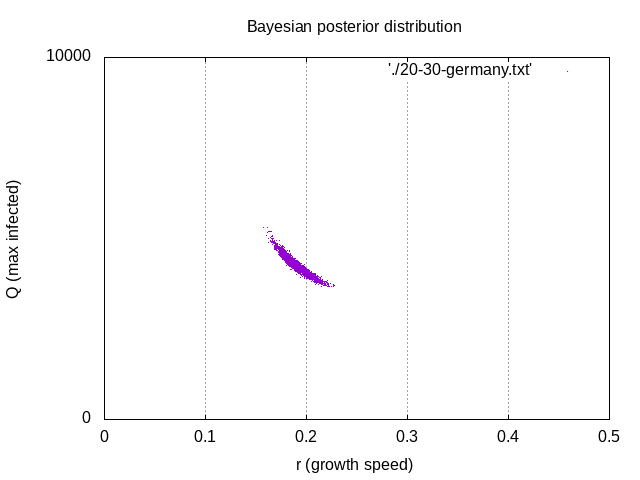 Bayesian posterior distribution
10000
'./20-30-germany.txt'
Q (max infected)
0
0 0.1 0.2 0.3 0.4 0.5
r (growth speed)